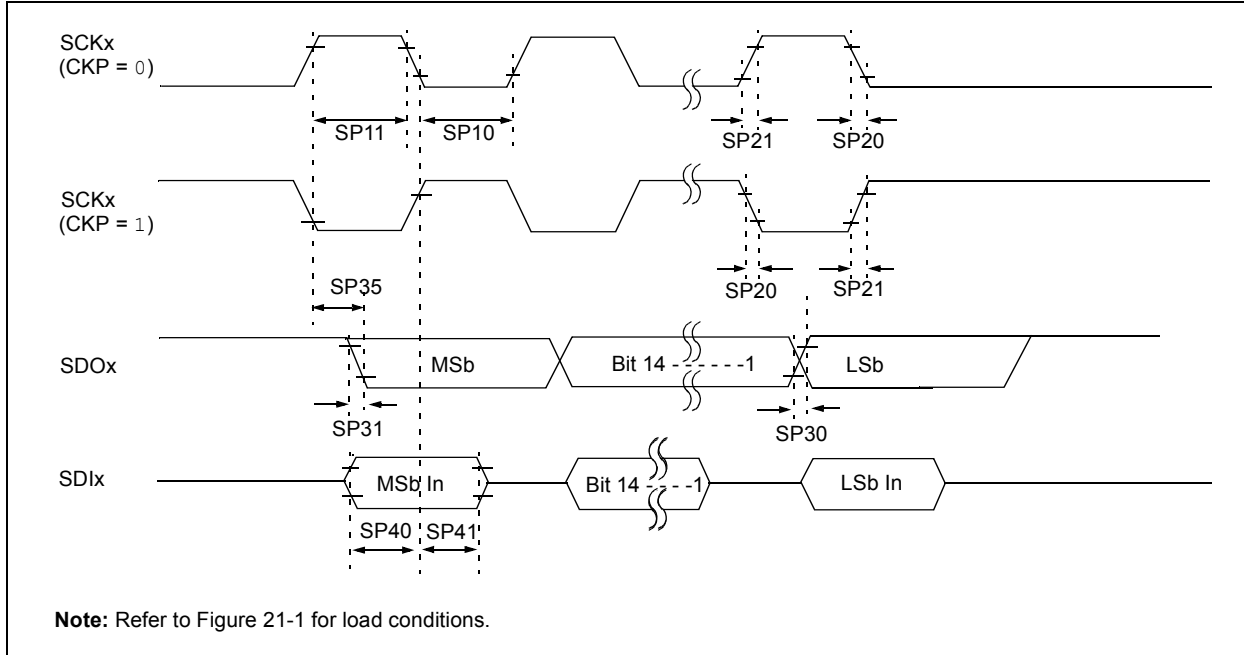 SCKx
(CKP = 0)
SP11
SP10
SP21
SP20
SCKx
(CKP = 1)
SP35
SP20
SP21
SDOx
MSb
Bit 14 - - - - - -1
LSb
SP31
SP30
SDIx
MSb In
Bit 14 - - - -1
LSb In
SP40
SP41
Note: Refer to Figure 21-1 for load conditions.